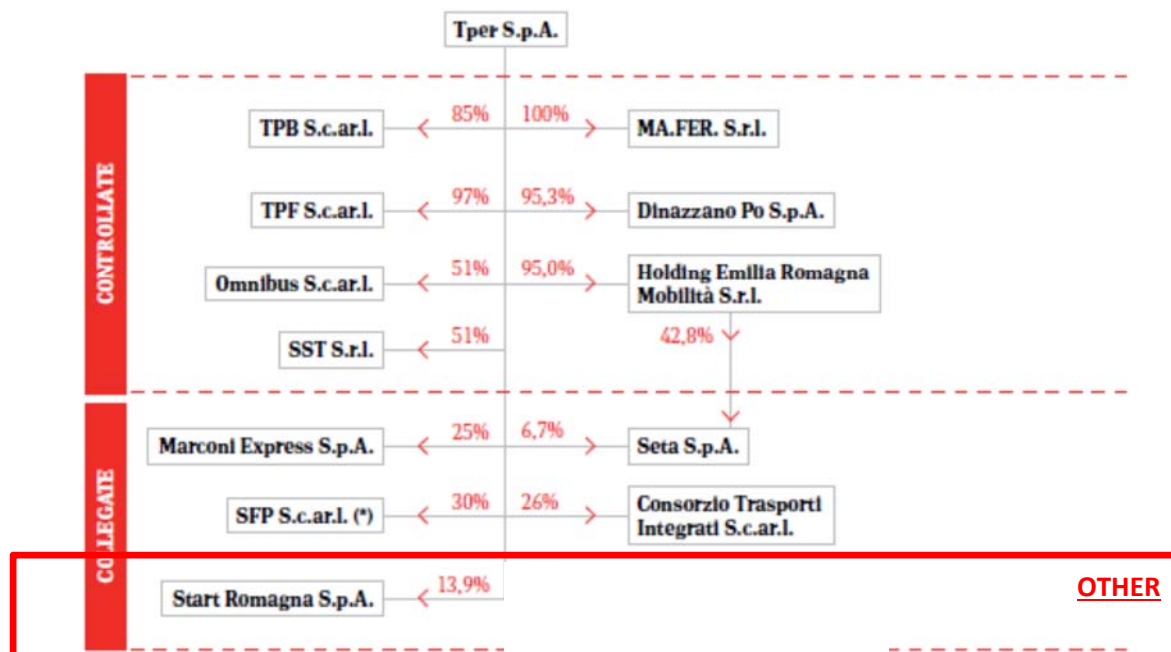 Tper S.p.A.
CONTROLLATE
TPB S.c.ar.l.
85%
100%
MA.FER. S.r.l.
TPF S.c.ar.l.
97%
95,3%
Dinazzano Po S.p.A.
Omnibus S.c.ar.l.
51%
95,0%
Holding Emilia Romagna
Mobilità S.r.l.
SST S.r.l.
51%
42,8%
COLLEGATE
Marconi Express S.p.A.
25%
6,7%
Seta S.p.A.
SFP S.c.ar.l. (*)
30%
26%
Consorzio Trasporti
Integrati S.c.ar.l.
Start Romagna S.p.A.
13,9%
OTHER